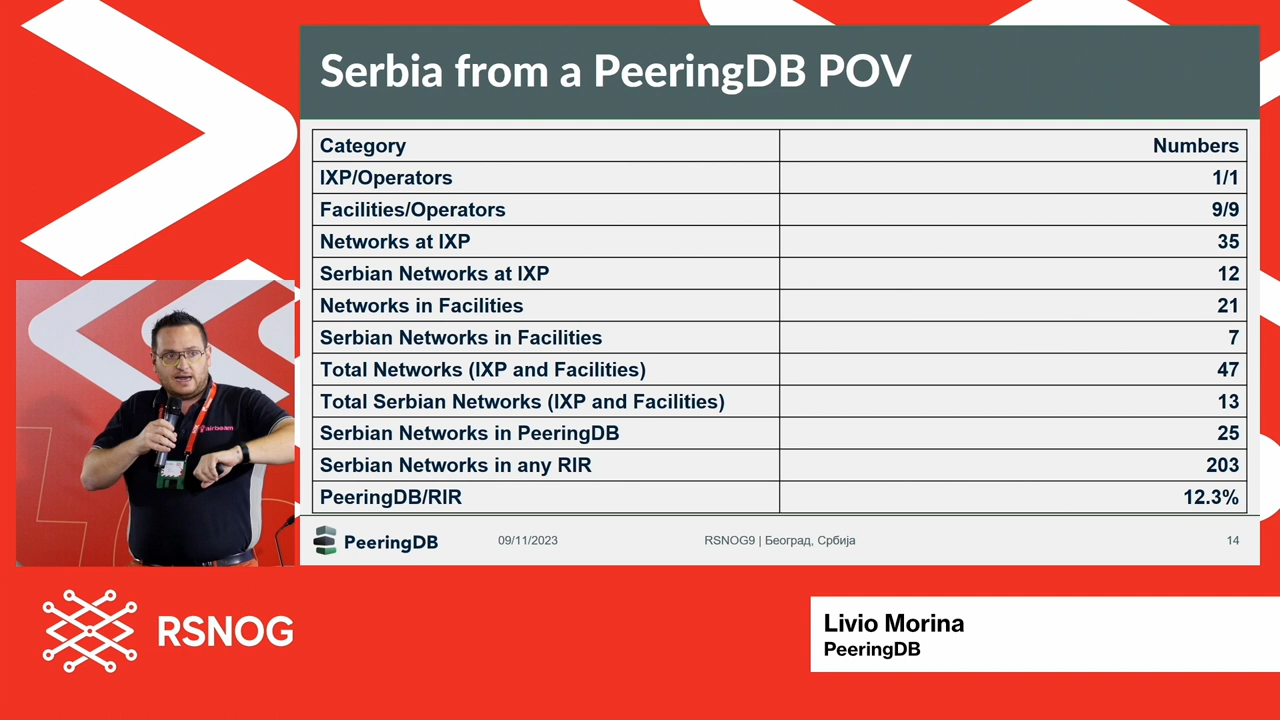 Serbia from a PeeringDB POV
Category Numbers
IXP/Operators 1/1
Facilities/Operators 9/9
Networks at IXP 35
Serbian Networks at IXP 12
Networks in Facilities 21
Serbian Networks in Facilities 7
Total Networks (IXP and Facilities) 47
Total Serbian Networks (IXP and Facilities) 13
Serbian Networks in PeeringDB 25
Serbian Networks in any RIR 203
PeeringDB/RIR 12.3%
PeeringDB 09/11/2023 RSNOG9 | Београд, Србија 14
RSNOG
Livio Morina
PeeringDB